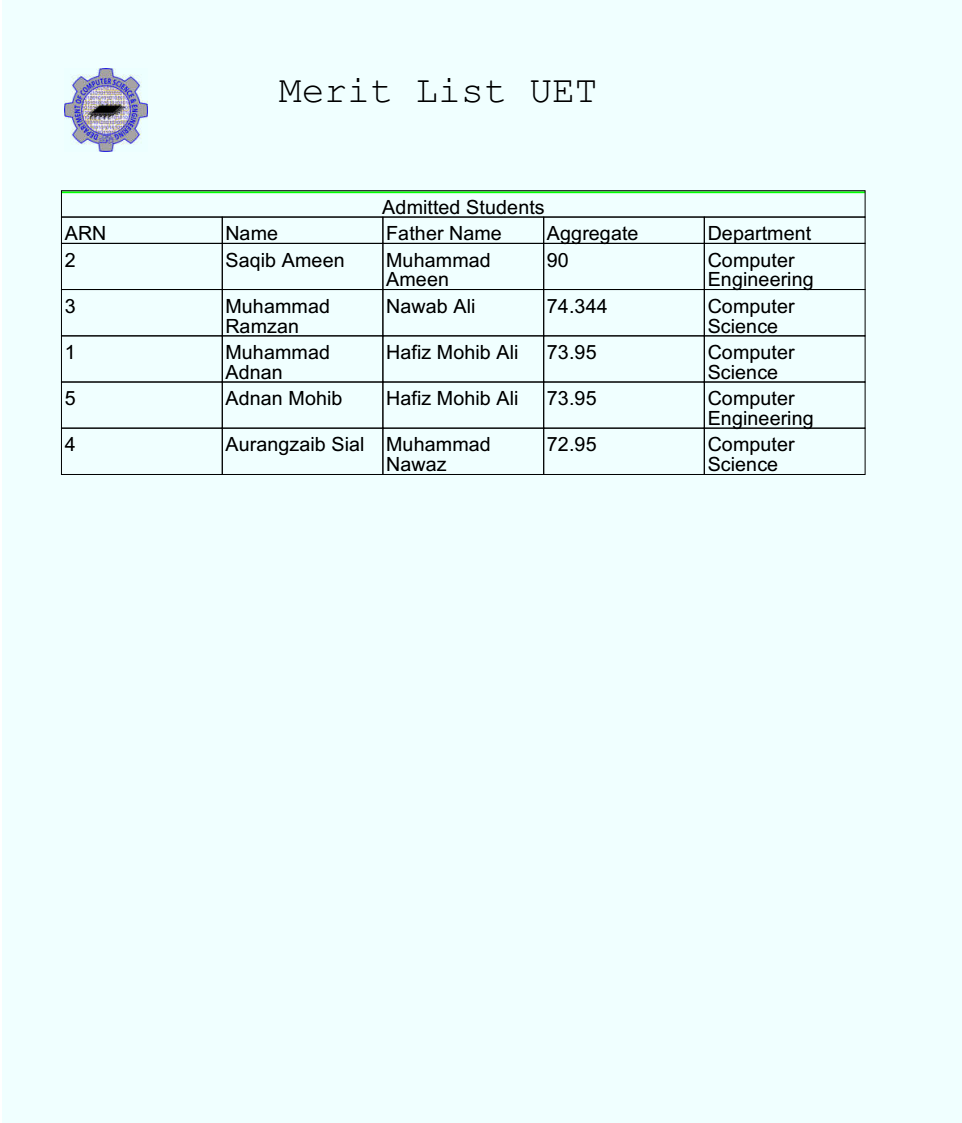 DEPARTMENT OF COMPUTER SCIENCE & ENGINEERING
Merit List UET
Admitted Students
ARN Name Father Name Aggregate Department
2 Saqib Ameen Muhammad 90 Computer
Ameen Engineering
3 Muhammad Nawab Ali 74.344 Computer
Ramzan Science
1 Muhammad Hafiz Mohib Ali 73.95 Computer
Adnan Science
5 Adnan Mohib Hafiz Mohib Ali 73.95 Computer
Engineering
4 Aurangzaib Sial Muhammad 72.95 Computer
Nawaz Science